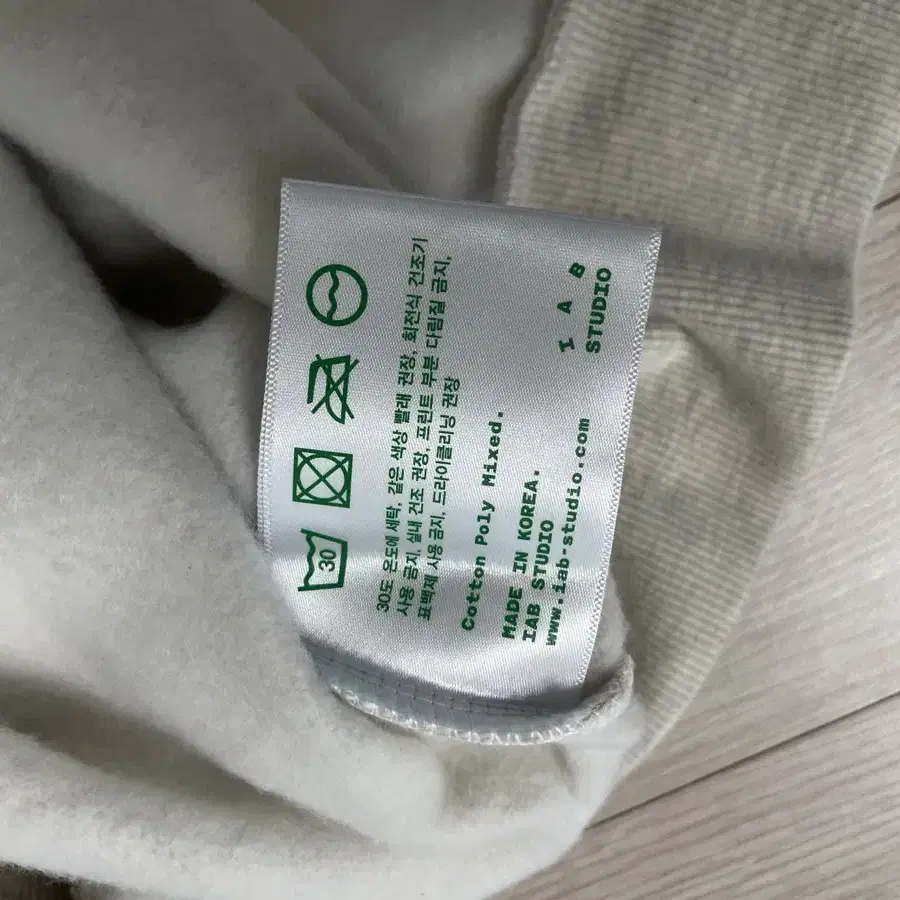 30
30도 온도에 세탁, 같은 색상 빨래 권장, 회전식 건조기
사용 금지, 실내 건조 권장, 프린트 부분 다림질 금지,
표백제 사용 금지, 드라이클리닝 권장
Cotton Poly Mixed.
MADE IN KOREA.
IAB STUDIO
www.iab-studio.com
I A B
STUDIO